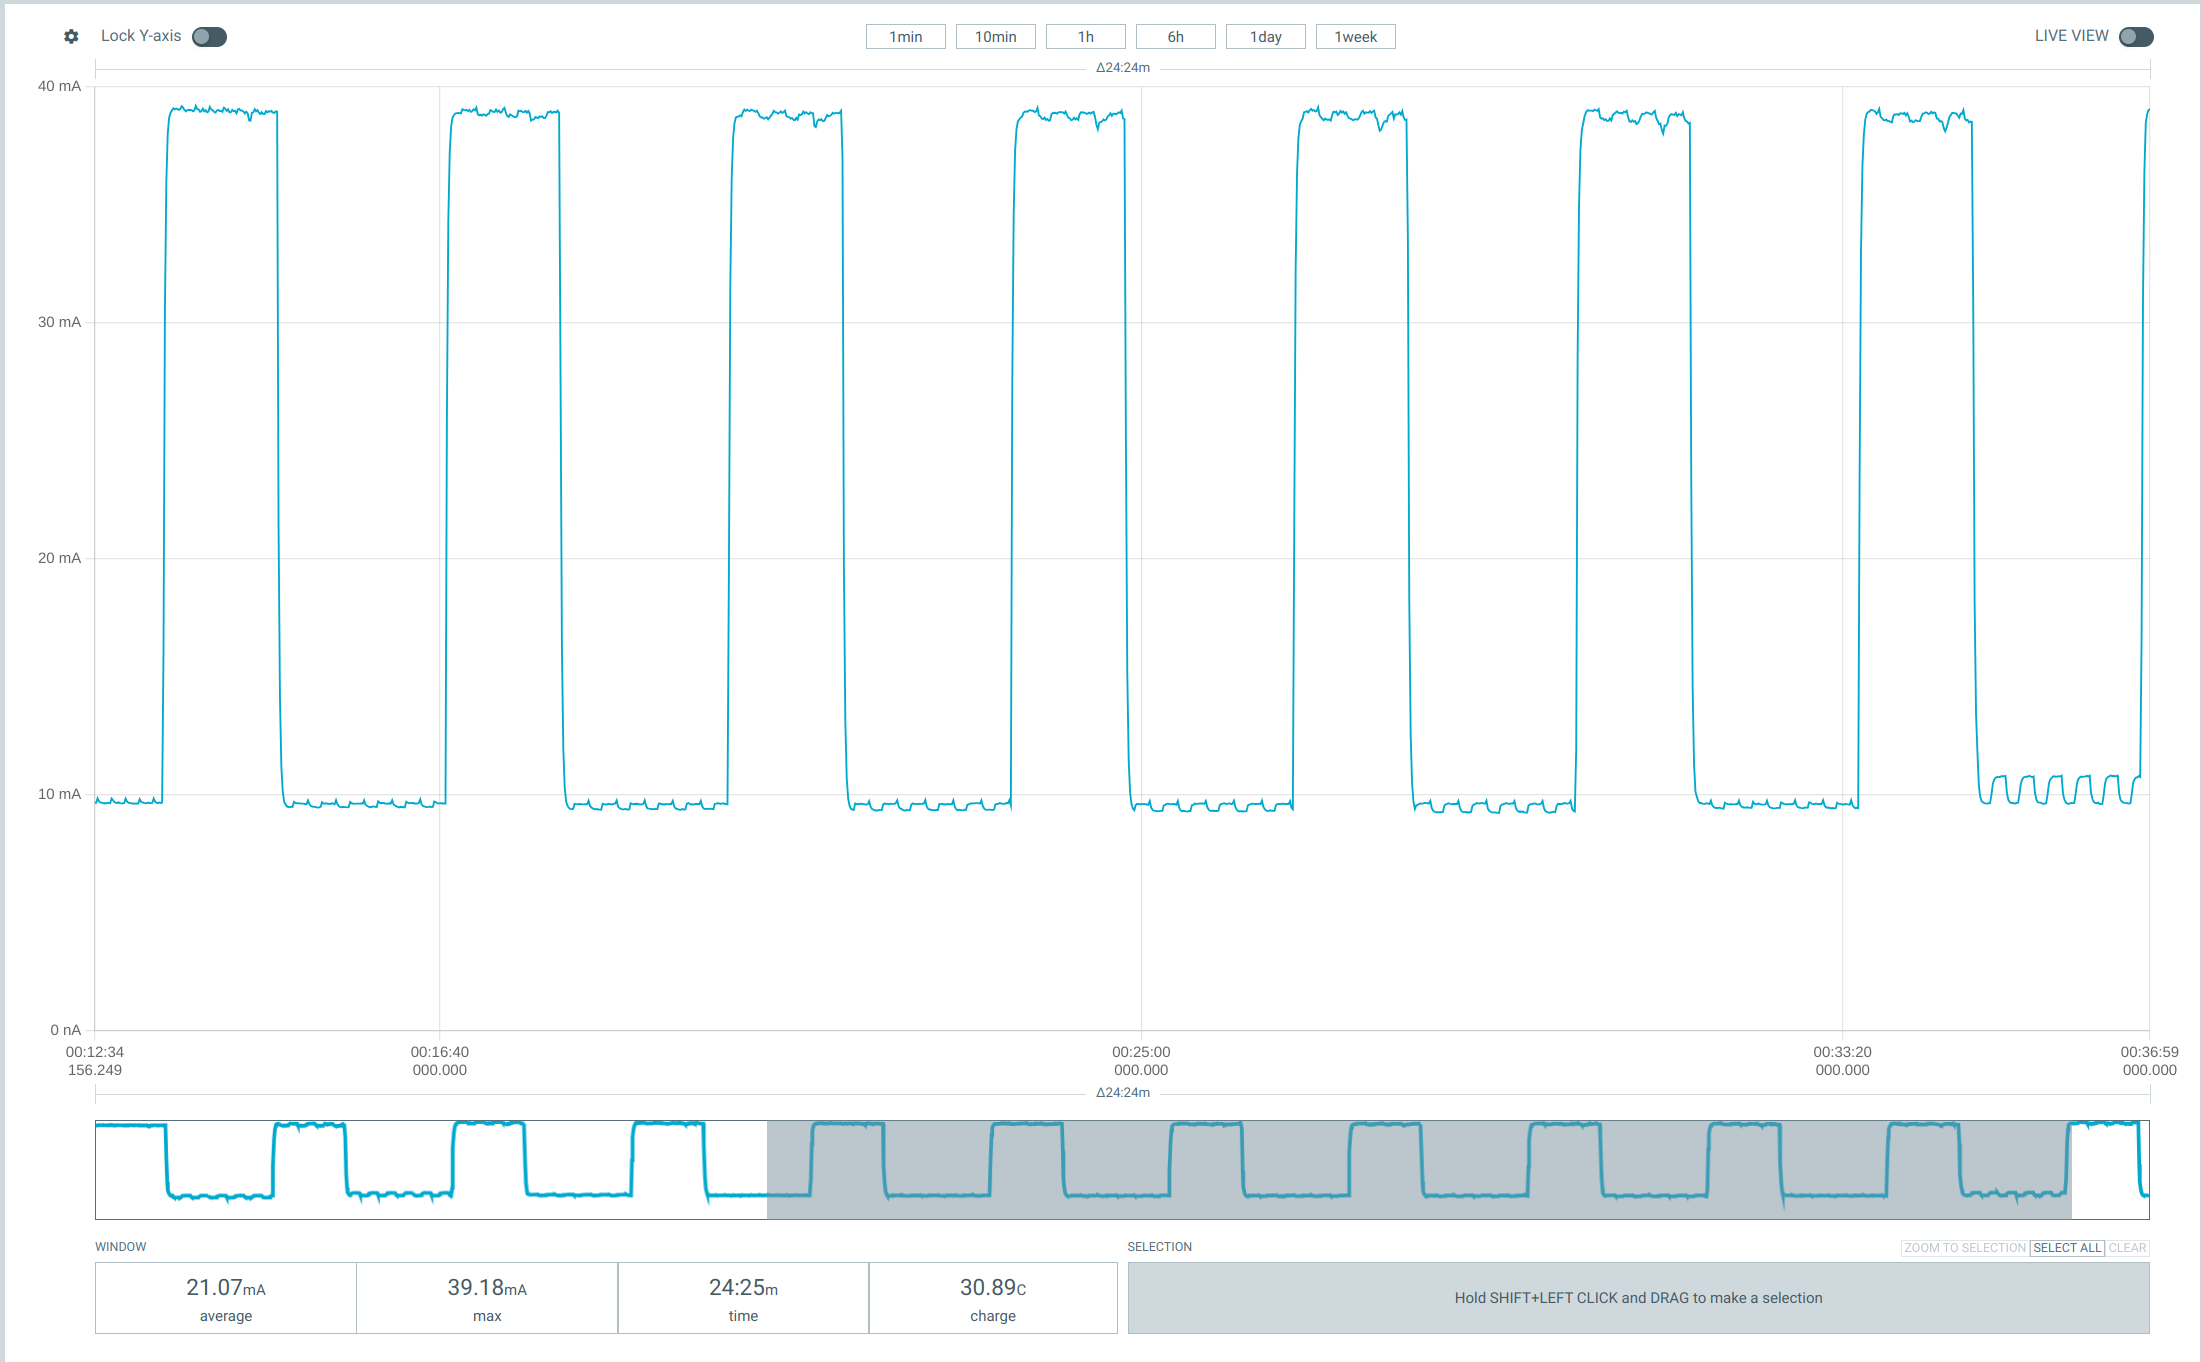 Lock Y-axis 1min 10min 1h 6h 1day 1week LIVE VIEW
Δ24:24m
40 mA
30 mA
20 mA
10 mA
0 nA
00:12:34 00:16:40 00:25:00 00:33:20 00:36:59
156.249 000.000 000.000 000.000 000.000
Δ24:24m
WINDOW SELECTION ZOOM TO SELECTION SELECT ALL CLEAR
21.07mA 39.18mA 24:25m 30.89C
average max time charge
Hold SHIFT+LEFT CLICK and DRAG to make a selection